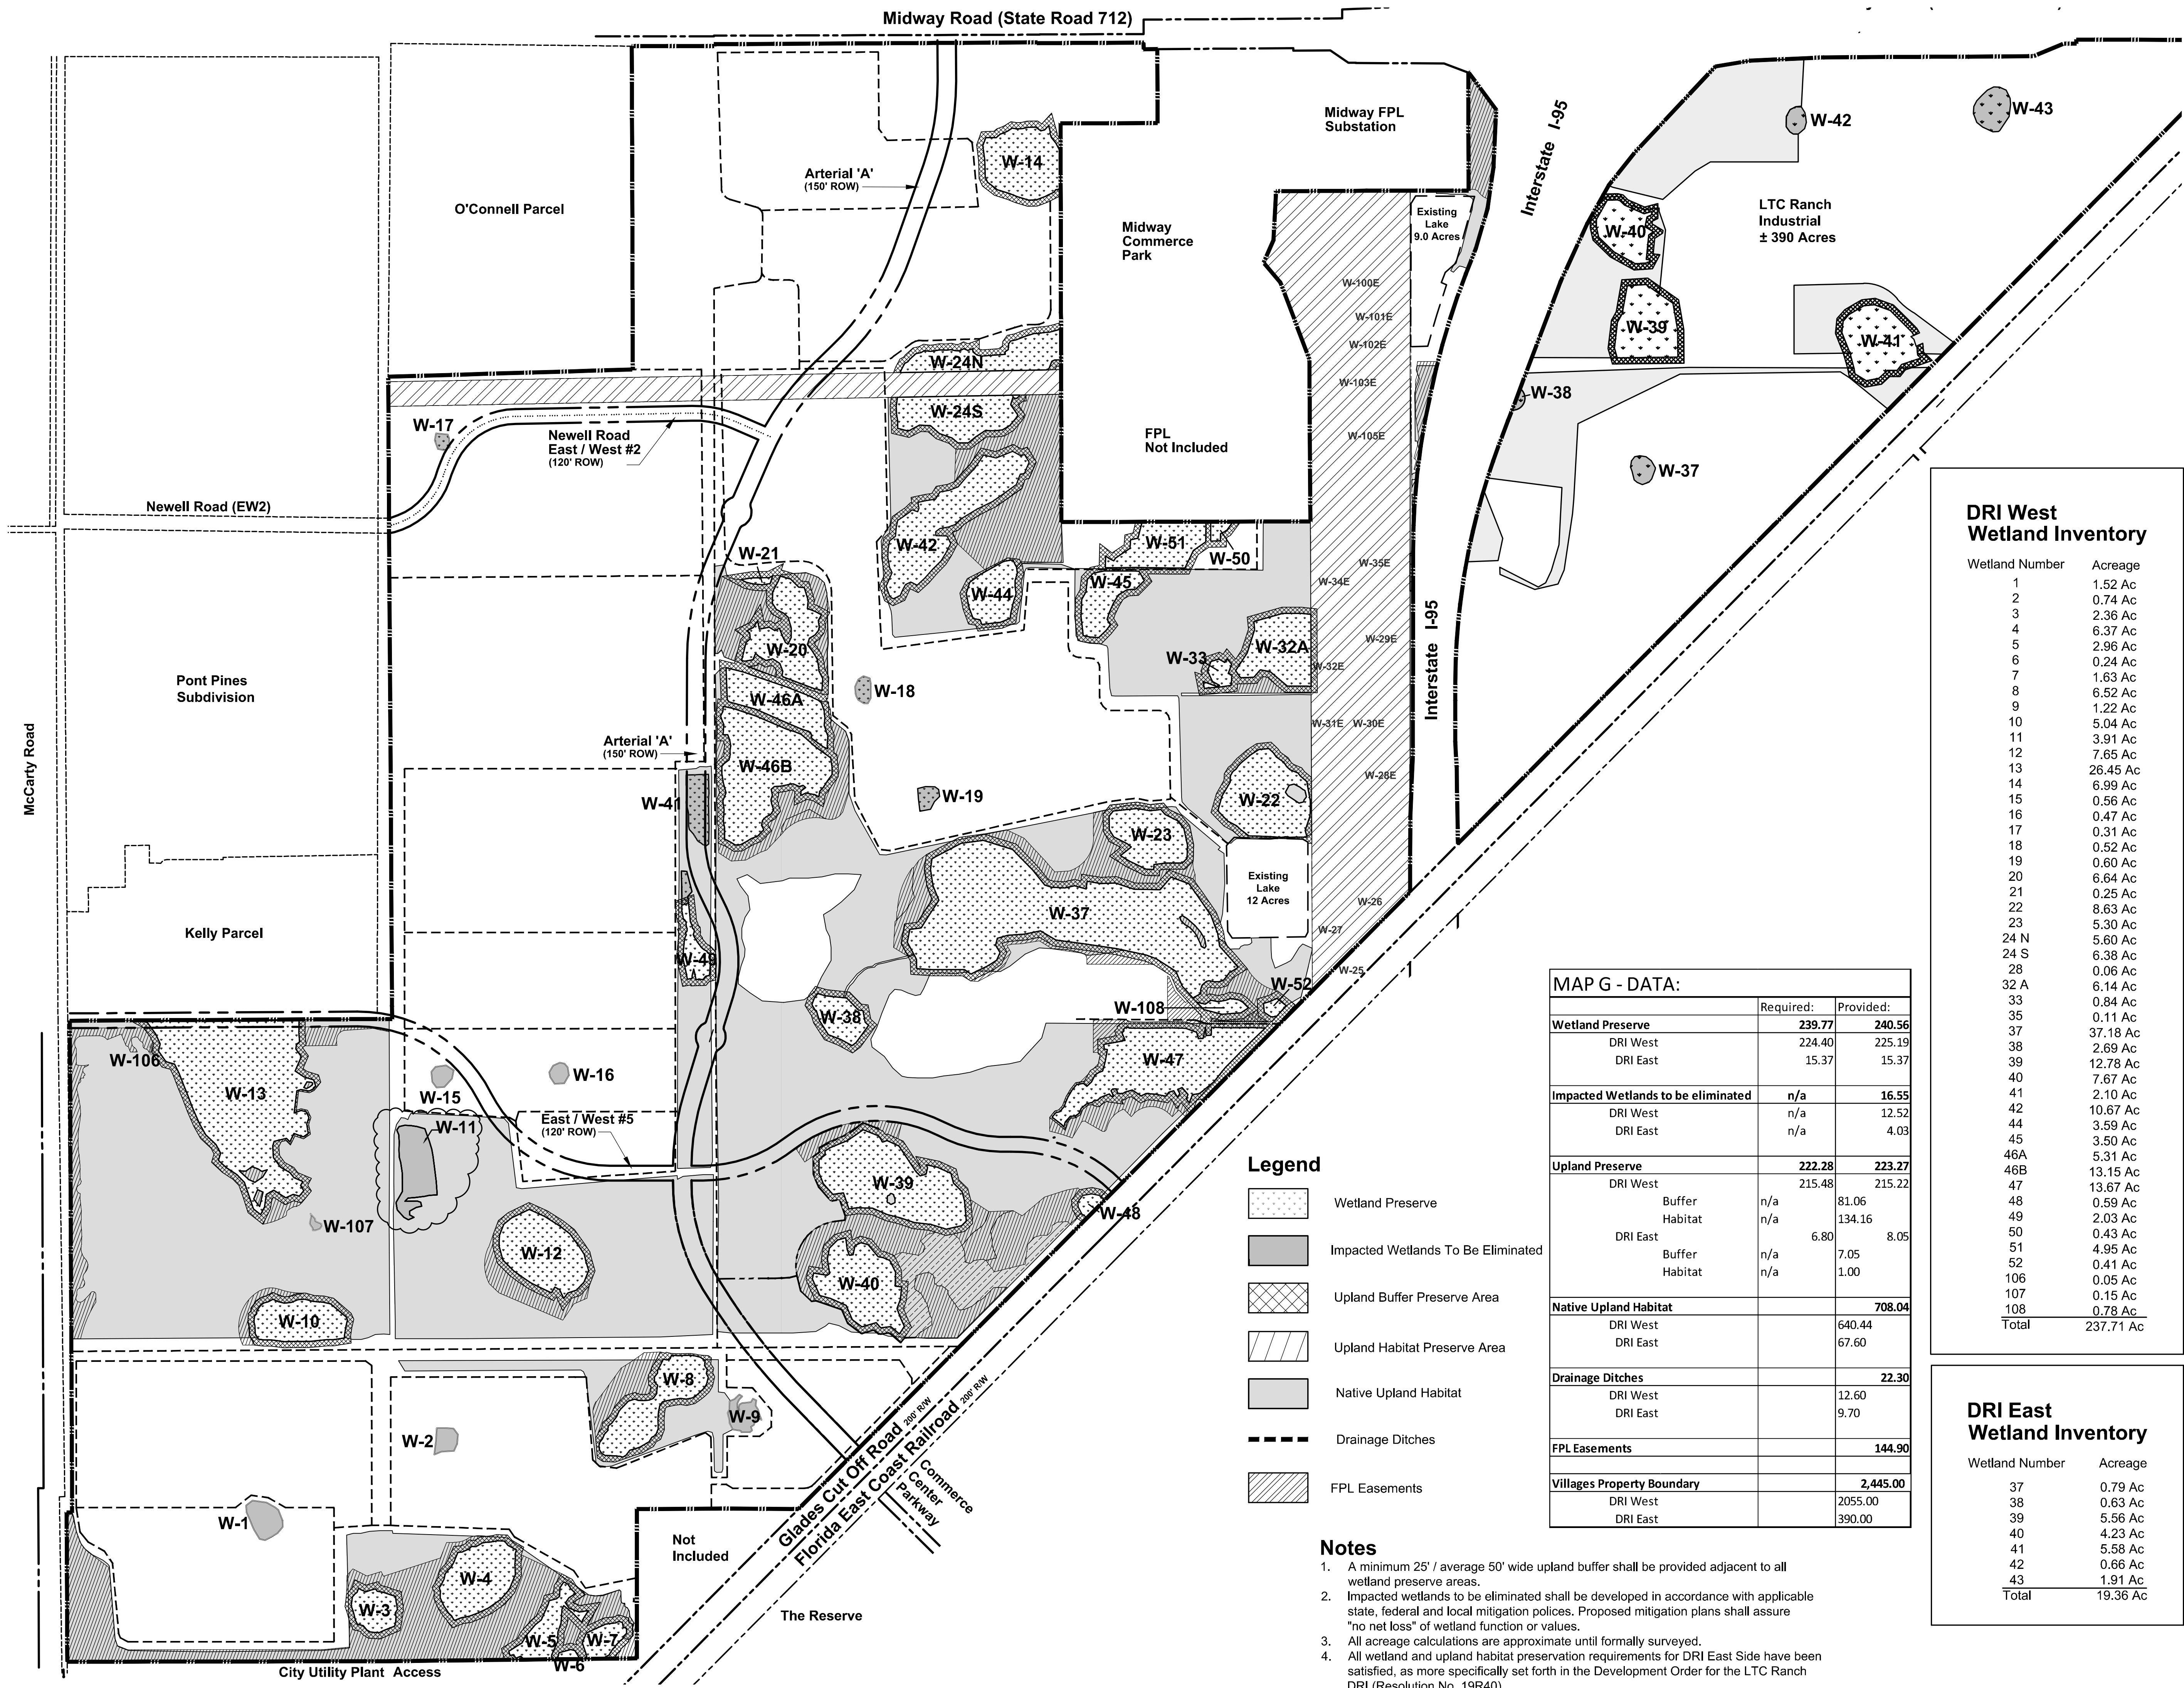 Midway Road (State Road 712)
O'Connell Parcel
Arterial 'A'
(150' ROW)
W-14
Midway FPL
Substation
Interstate I-95
W-42
W-43
Midway
Commerce
Park
Existing
Lake
9.0 Acres
W-40
LTC Ranch
Industrial
± 390 Acres
W-100E
W-101E
W-102E
W-103E
W-105E
W-39
W-41
W-38
W-37
W-24N
W-24S
W-17
Newell Road
East / West #2
(120' ROW)
FPL
Not Included
Newell Road (EW2)
W-21
W-42
W-51
W-50
W-45
W-44
W-35E
W-34E
W-20
W-33
W-32A
W-29E
W-32E
Interstate I-95
Pont Pines
Subdivision
W-46A
W-18
W-31E
W-30E
McCarty Road
Arterial 'A'
(150' ROW)
W-46B
W-41
W-19
W-28E
W-22
W-23
Existing
Lake
12 Acres
Kelly Parcel
W-37
W-26
W-27
W-49
W-25
W-52
W-108
W-38
W-47
W-106
W-13
W-15
W-16
W-11
East / West #5
(120' ROW)
W-39
W-48
W-107
W-12
W-40
W-10
W-8
W-9
W-2
W-1
Glades Cut Off Road 200' R/W
Florida East Coast Railroad 200' R/W
Commerce
Center
Parkway
Not
Included
W-4
W-3
W-5
W-7
W-6
The Reserve
City Utility Plant Access
Legend
Wetland Preserve
Impacted Wetlands To Be Eliminated
Upland Buffer Preserve Area
Upland Habitat Preserve Area
Native Upland Habitat
Drainage Ditches
FPL Easements
MAP G - DATA:
Required: Provided:
Wetland Preserve 239.77 240.56
DRI West 224.40 225.19
DRI East 15.37 15.37
Impacted Wetlands to be eliminated n/a 16.55
DRI West n/a 12.52
DRI East n/a 4.03
Upland Preserve 222.28 223.27
DRI West 215.48 215.22
Buffer n/a 81.06
Habitat n/a 134.16
DRI East 6.80 8.05
Buffer n/a 7.05
Habitat n/a 1.00
Native Upland Habitat 708.04
DRI West 640.44
DRI East 67.60
Drainage Ditches 22.30
DRI West 12.60
DRI East 9.70
FPL Easements 144.90
Villages Property Boundary 2,445.00
DRI West 2055.00
DRI East 390.00
Notes
1. A minimum 25' / average 50' wide upland buffer shall be provided adjacent to all
wetland preserve areas.
2. Impacted wetlands to be eliminated shall be developed in accordance with applicable
state, federal and local mitigation polices. Proposed mitigation plans shall assure
"no net loss" of wetland function or values.
3. All acreage calculations are approximate until formally surveyed.
4. All wetland and upland habitat preservation requirements for DRI East Side have been
satisfied, as more specifically set forth in the Development Order for the LTC Ranch
DRI (Resolution No. 19R40)
DRI West
Wetland Inventory
Wetland Number Acreage
1 1.52 Ac
2 0.74 Ac
3 2.36 Ac
4 6.37 Ac
5 2.96 Ac
6 0.24 Ac
7 1.63 Ac
8 6.52 Ac
9 1.22 Ac
10 5.04 Ac
11 3.91 Ac
12 7.65 Ac
13 26.45 Ac
14 6.99 Ac
15 0.56 Ac
16 0.47 Ac
17 0.31 Ac
18 0.52 Ac
19 0.60 Ac
20 6.64 Ac
21 0.25 Ac
22 8.63 Ac
23 5.30 Ac
24 N 5.60 Ac
24 S 6.38 Ac
28 0.06 Ac
32 A 6.14 Ac
33 0.84 Ac
35 0.11 Ac
37 37.18 Ac
38 2.69 Ac
39 12.78 Ac
40 7.67 Ac
41 2.10 Ac
42 10.67 Ac
44 3.59 Ac
45 3.50 Ac
46A 5.31 Ac
46B 13.15 Ac
47 13.67 Ac
48 0.59 Ac
49 2.03 Ac
50 0.43 Ac
51 4.95 Ac
52 0.41 Ac
106 0.05 Ac
107 0.15 Ac
108 0.78 Ac
Total 237.71 Ac
DRI East
Wetland Inventory
Wetland Number Acreage
37 0.79 Ac
38 0.63 Ac
39 5.56 Ac
40 4.23 Ac
41 5.58 Ac
42 0.66 Ac
43 1.91 Ac
Total 19.36 Ac